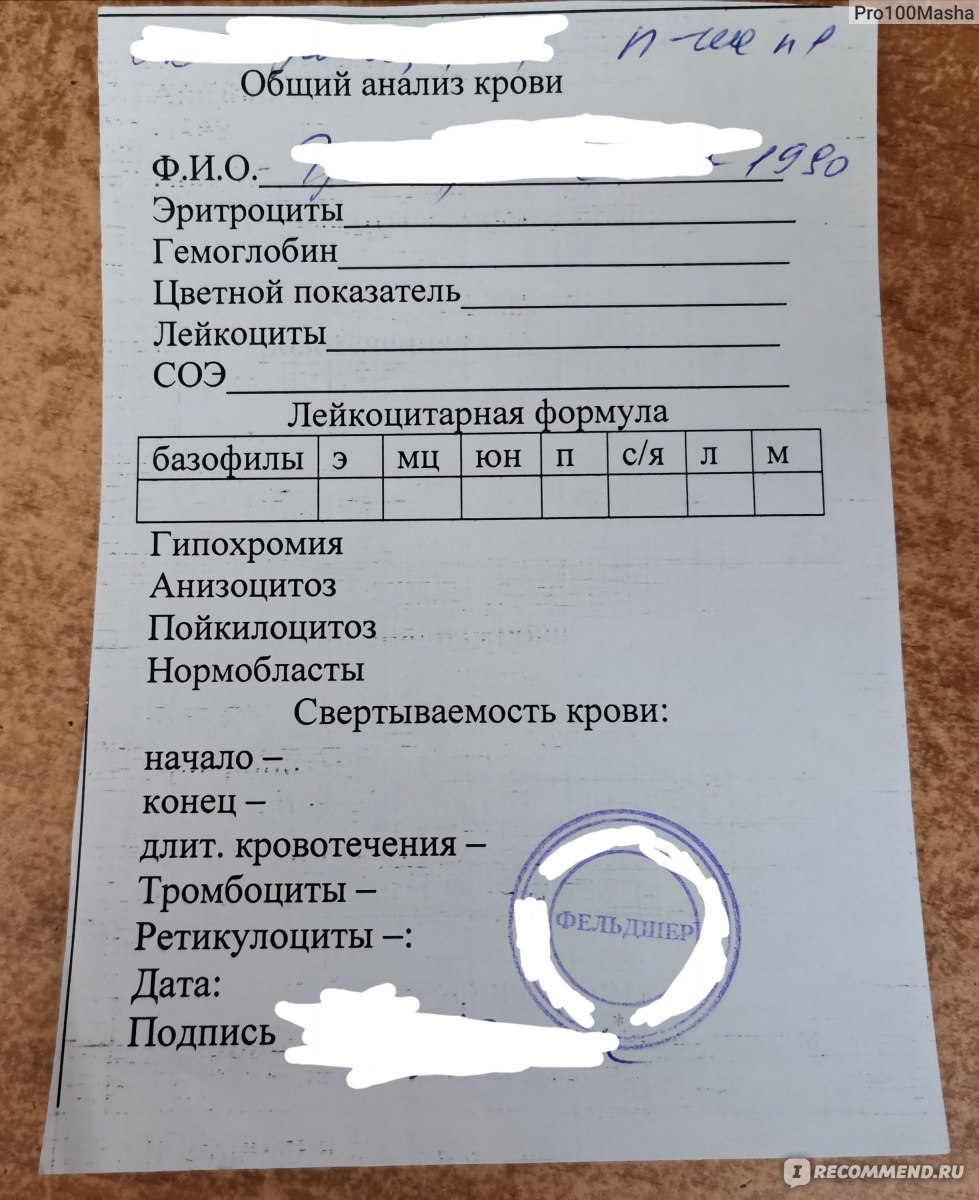 Pro100Masha
Общий анализ крови
Ф.И.О. 1990
Эритроциты
Гемоглобин
Цветной показатель
Лейкоциты
СОЭ
Лейкоцитарная формула
базофилы э мц юн п с/я л м
Гипохромия
Анизоцитоз
Пойкилоцитоз
Нормобласты
Свертываемость крови:
начало –
конец –
длит. кровотечения –
Тромбоциты –
ФЕЛЬДШЕР
Ретикулоциты –:
Дата:
Подпись
I RECOMMEND.RU